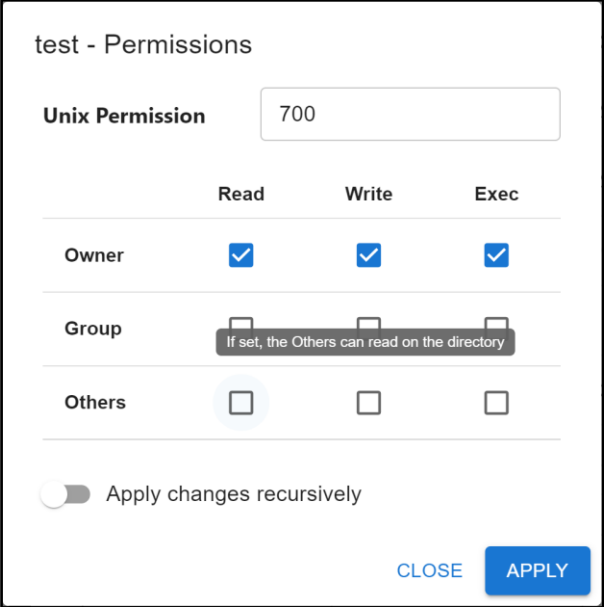 test - Permissions
Unix Permission 700
Read Write Exec
Owner
Group
If set, the Others can read on the directory
Others
Apply changes recursively
CLOSE APPLY